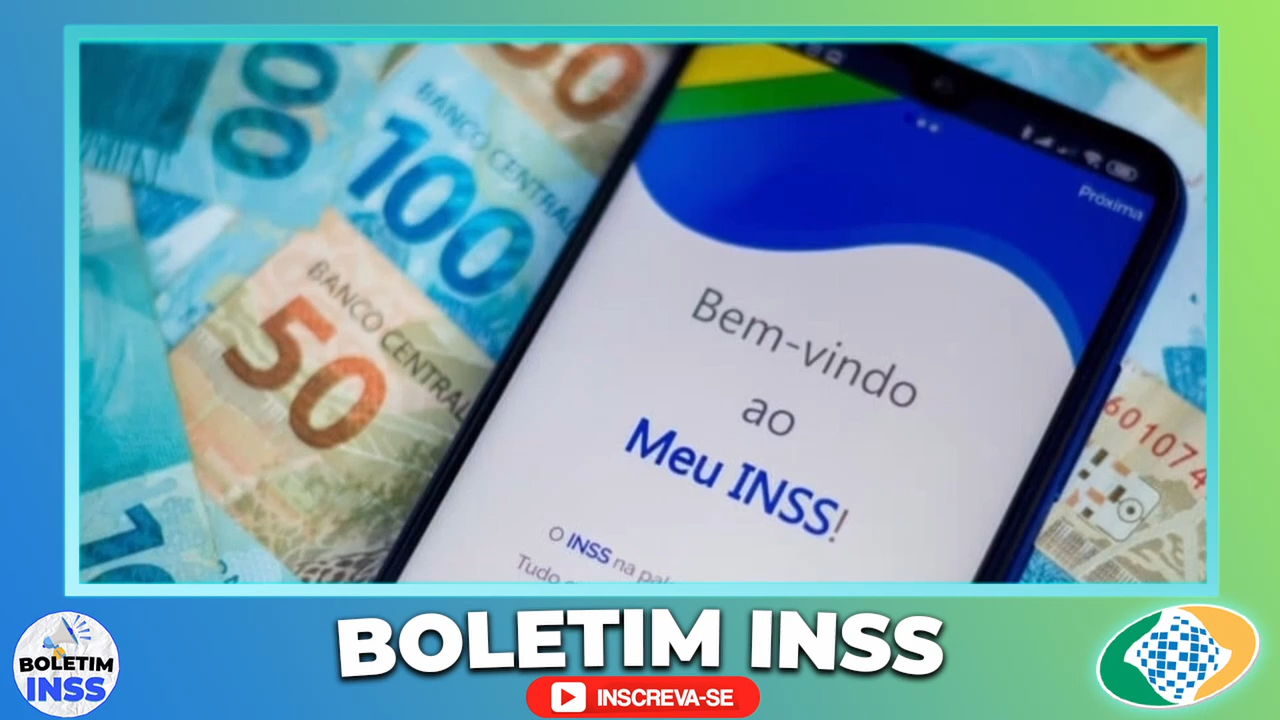 100
BANCO CENTRAL
100
BANCO CENTRAL
50
Próxima
Bem-vindo
ao
Meu INSS!
O INSS na
Tudo
601074
BOLETIM INSS
INSCREVA-SE
BOLETIM
INSS